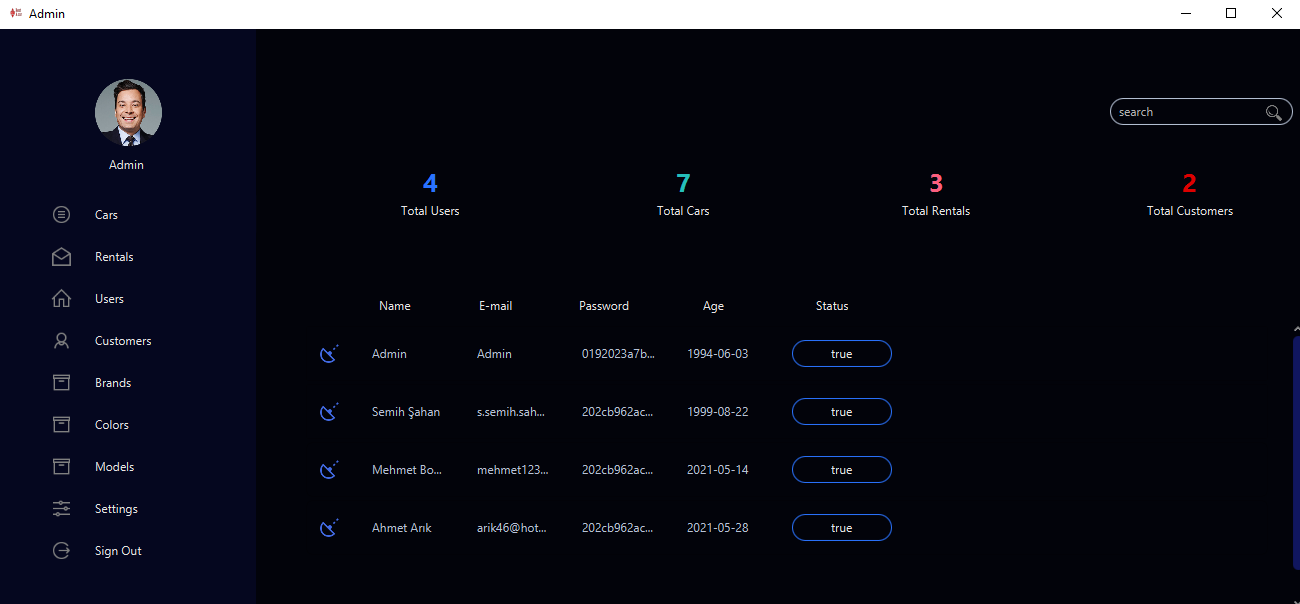 Admin
Admin
Cars
Rentals
Users
Customers
Brands
Colors
Models
Settings
Sign Out
search
4 7 3 2
Total Users Total Cars Total Rentals Total Customers
Name E-mail Password Age Status
Admin Admin 0192023a7b... 1994-06-03 true
Semih Şahan s.semih.sah... 202cb962ac... 1999-08-22 true
Mehmet Bo... mehmet123... 202cb962ac... 2021-05-14 true
Ahmet Arık arik46@hot... 202cb962ac... 2021-05-28 true